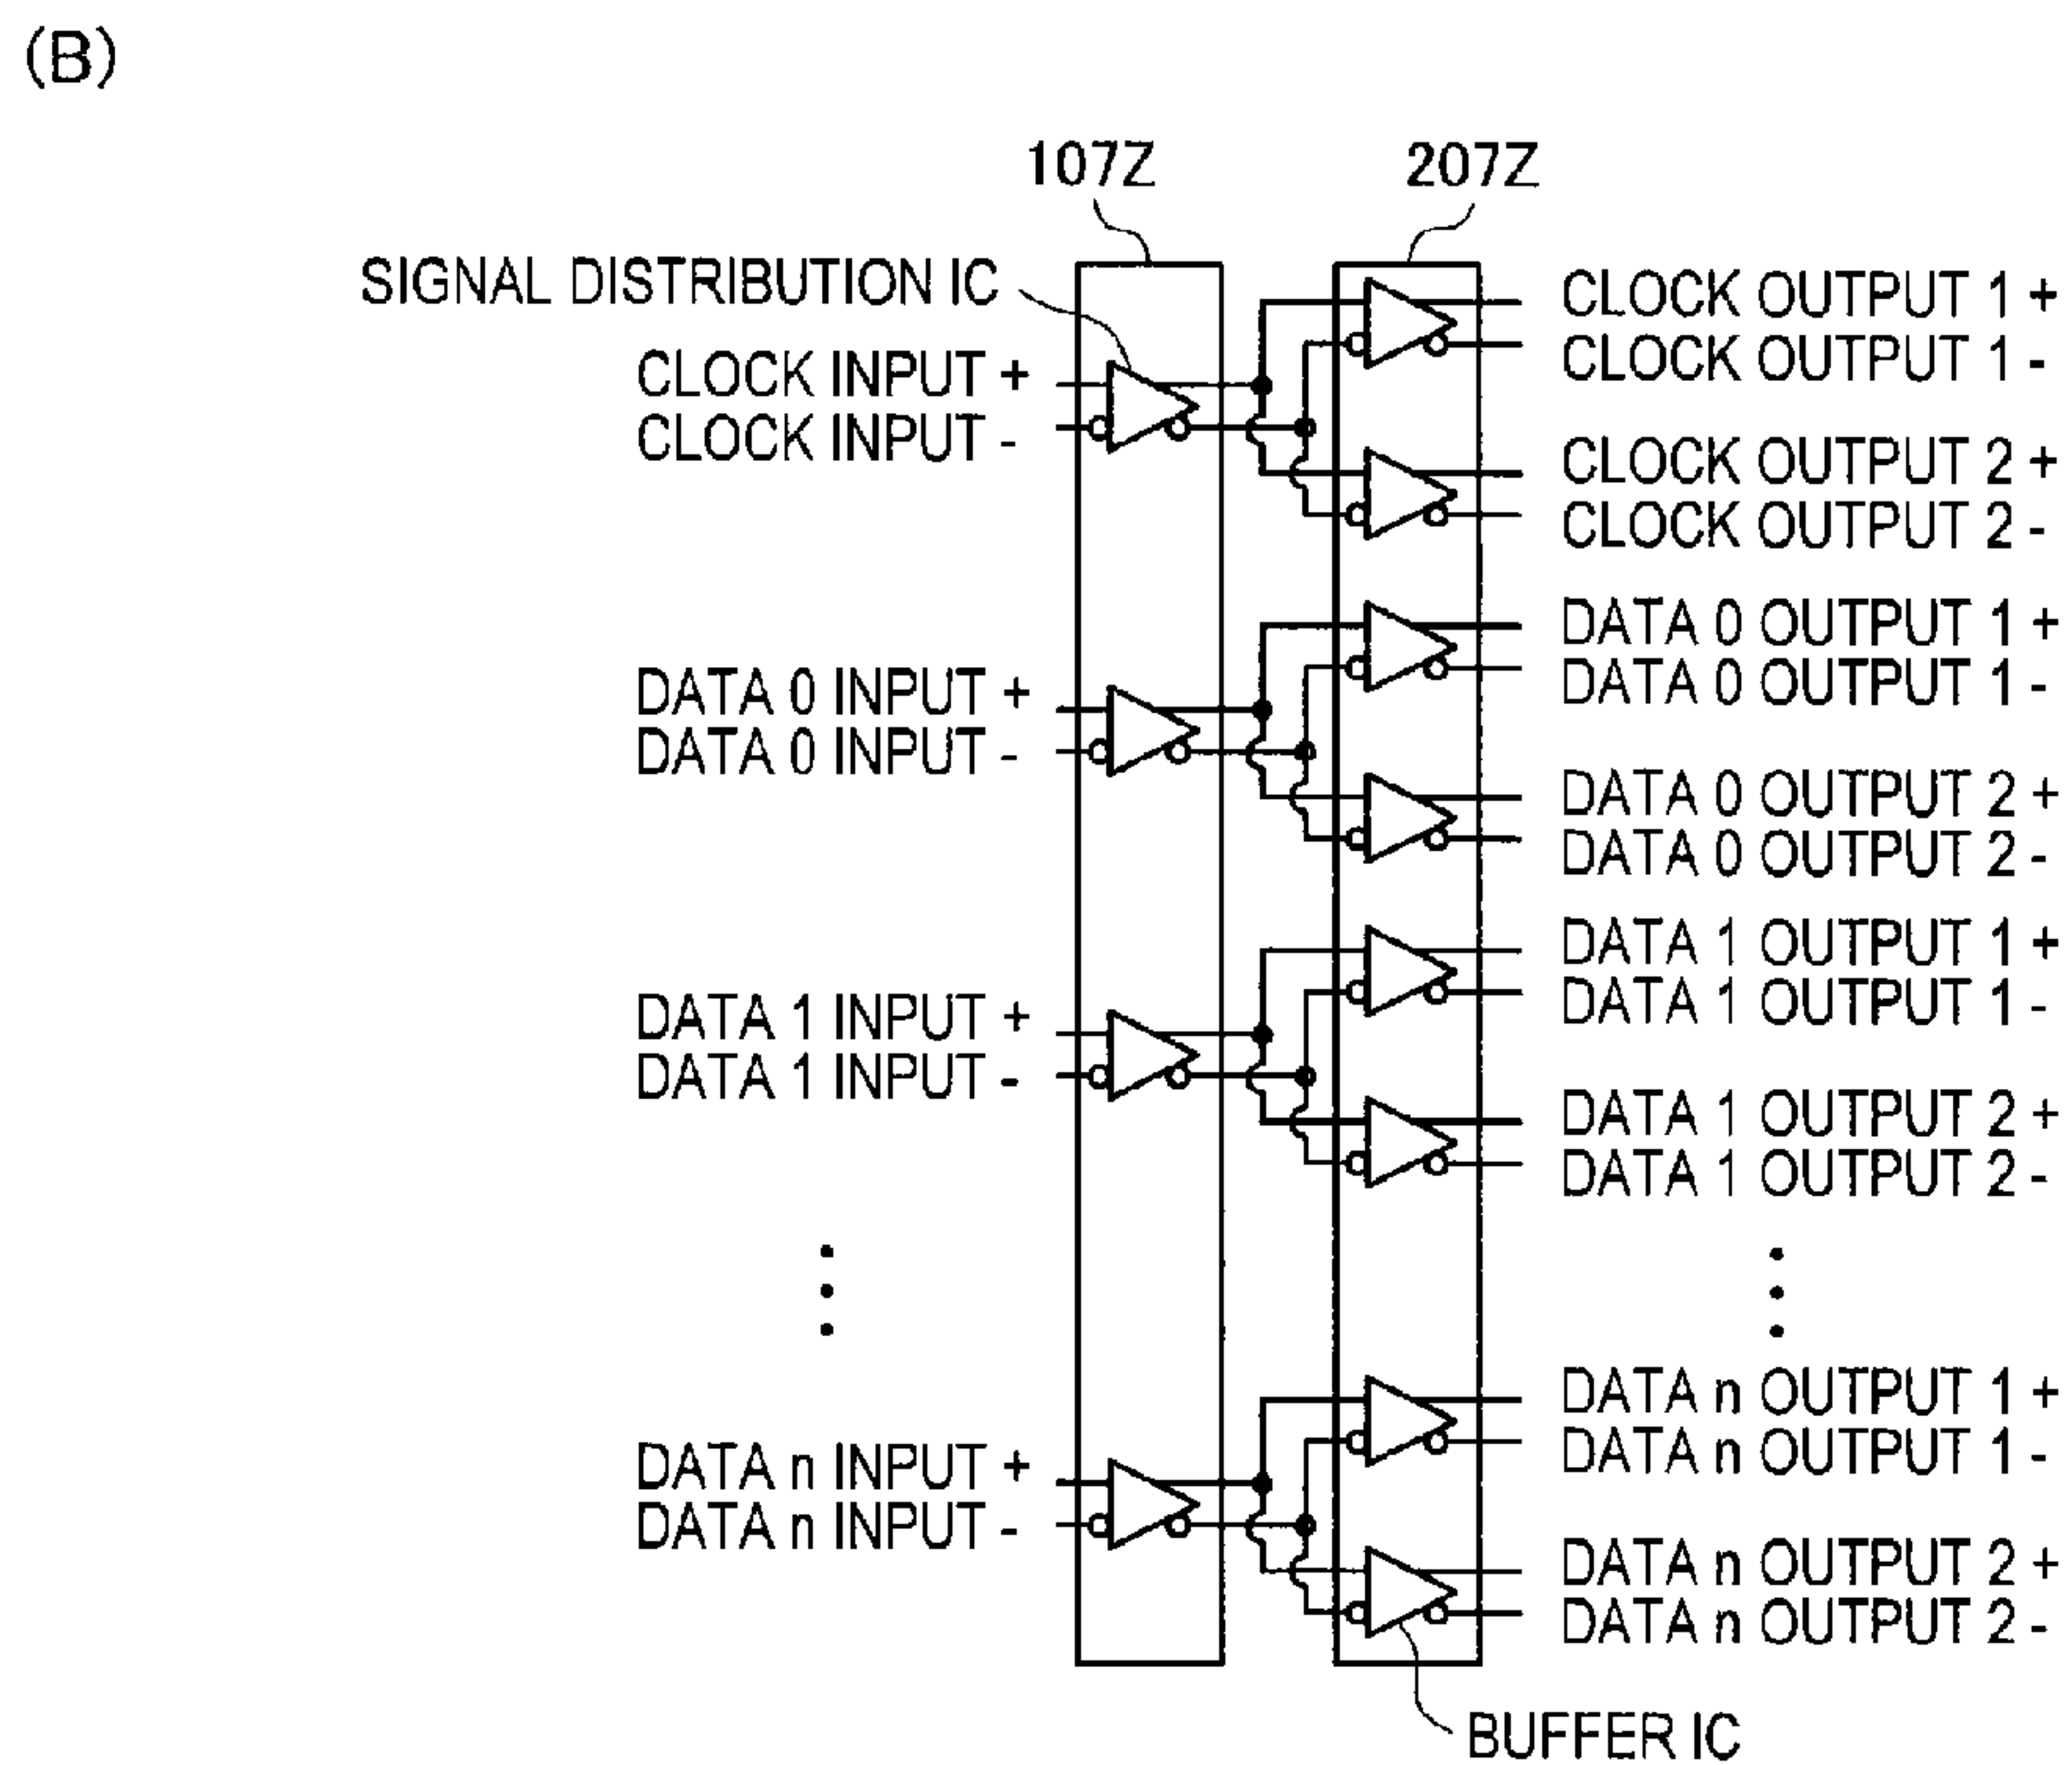 (B)
107Z
207Z
SIGNAL DISTRIBUTION IC
CLOCK INPUT +
CLOCK INPUT -
CLOCK OUTPUT 1 +
CLOCK OUTPUT 1 -
CLOCK OUTPUT 2 +
CLOCK OUTPUT 2 -
DATA 0 INPUT +
DATA 0 INPUT -
DATA 0 OUTPUT 1 +
DATA 0 OUTPUT 1 -
DATA 0 OUTPUT 2 +
DATA 0 OUTPUT 2 -
DATA 1 INPUT +
DATA 1 INPUT -
DATA 1 OUTPUT 1 +
DATA 1 OUTPUT 1 -
DATA 1 OUTPUT 2 +
DATA 1 OUTPUT 2 -
DATA n INPUT +
DATA n INPUT -
DATA n OUTPUT 1 +
DATA n OUTPUT 1 -
DATA n OUTPUT 2 +
DATA n OUTPUT 2 -
BUFFER IC